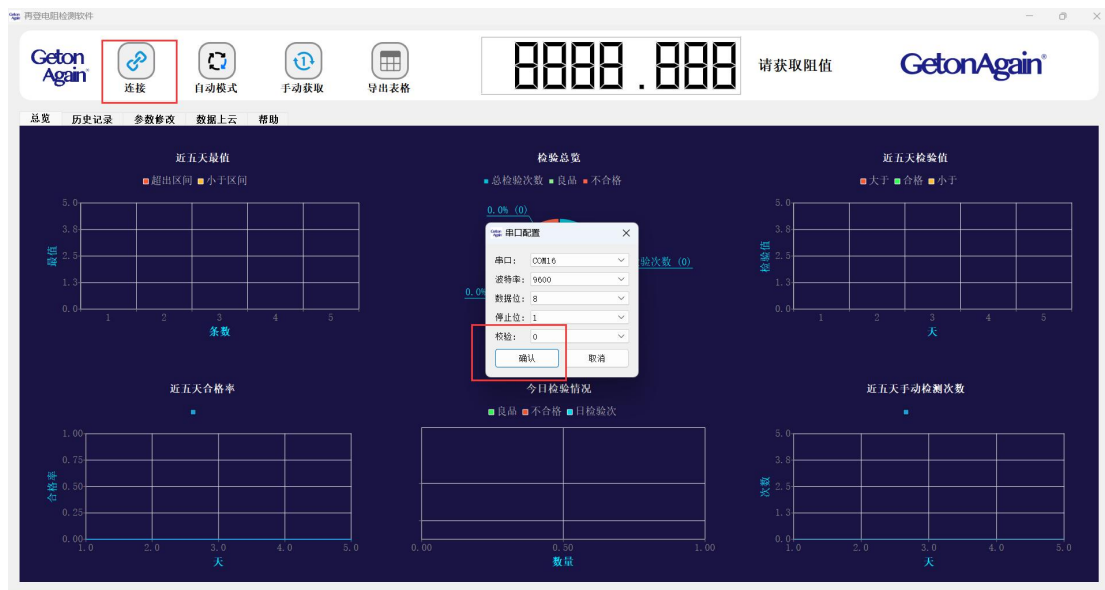 再登电阻检测软件
Geton
Again
连接
自动模式
手动获取
导出表格
8888.888
请获取阻值
GetonAgain®
总览 历史记录 参数修改 数据上云 帮助
近五天最值
超出区间 小于区间
5.0
3.8
2.5
1.3
0.0
最值
1 2 3 4 5
条数
检验总览
总检验次数 良品 不合格
0.0% (0)
验次数 (0)
0.0%
串口配置
串口: COM16
波特率: 9600
数据位: 8
停止位: 1
校验: 0
确认 取消
近五天检验值
大于 合格 小于
5.0
3.8
2.5
1.3
0.0
检验值
1 2 3 4 5
天
近五天合格率
1.00
0.75
0.50
0.25
0.00
合格率
1.0 2.0 3.0 4.0 5.0
天
今日检验情况
良品 不合格 日检验次
0.00 0.50 1.00
数量
近五天手动检测次数
5.0
3.8
2.5
1.3
0.0
次数
1.0 2.0 3.0 4.0 5.0
天